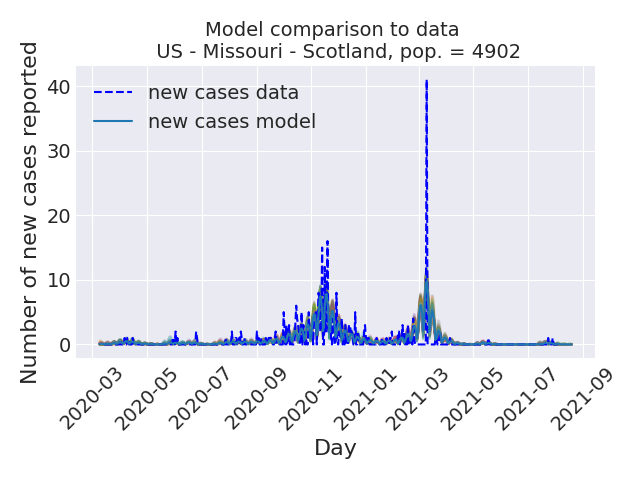 Model comparison to data
US - Missouri - Scotland, pop. = 4902
Number of new cases reported
40
30
20
10
0
new cases data
new cases model
2020-03
2020-05
2020-07
2020-09
2020-11
2021-01
2021-03
2021-05
2021-07
2021-09
Day